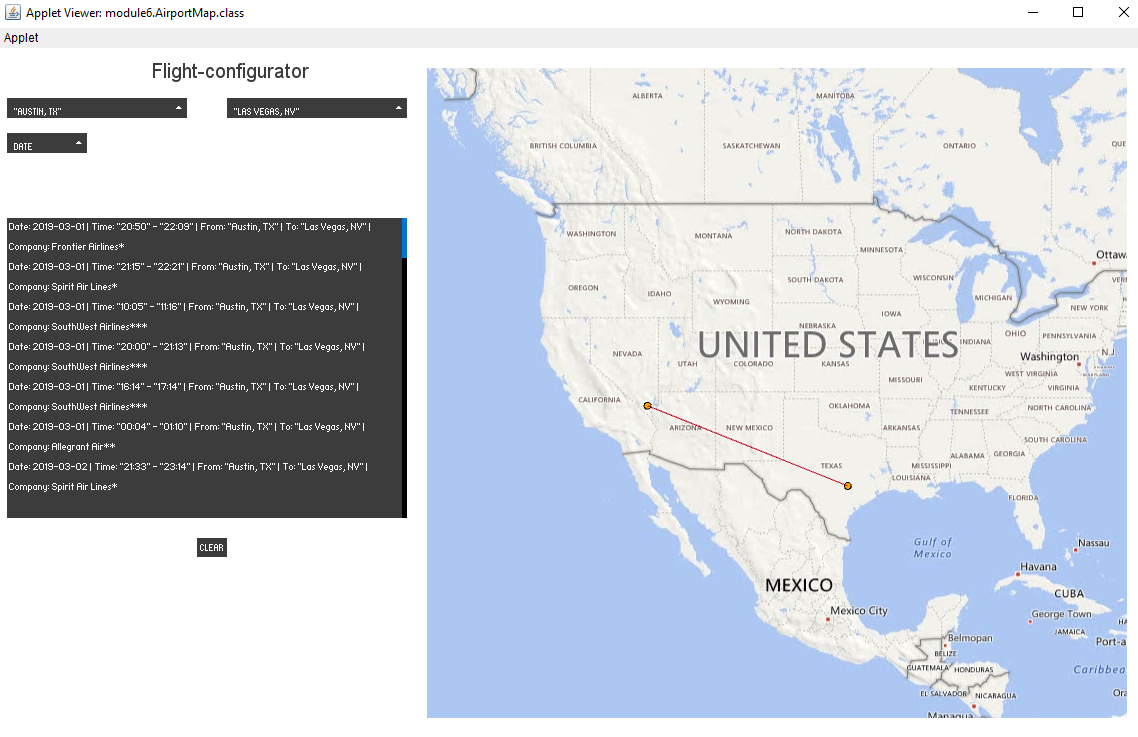 Applet Viewer: module6.AirportMap.class
Applet
Flight-configurator
"AUSTIN, TX"
"LAS VEGAS, NV"
DATE
Date: 2019-03-01 | Time: "20:50" - "22:09" | From: "Austin, TX" | To: "Las Vegas, NV" |
Company: Frontier Airlines*
Date: 2019-03-01 | Time: "21:15" - "22:21" | From: "Austin, TX" | To: "Las Vegas, NV" |
Company: Spirit Air Lines*
Date: 2019-03-01 | Time: "10:05" - "11:16" | From: "Austin, TX" | To: "Las Vegas, NV" |
Company: SouthWest Airlines***
Date: 2019-03-01 | Time: "20:00" - "21:13" | From: "Austin, TX" | To: "Las Vegas, NV" |
Company: SouthWest Airlines***
Date: 2019-03-01 | Time: "16:14" - "17:14" | From: "Austin, TX" | To: "Las Vegas, NV" |
Company: SouthWest Airlines***
Date: 2019-03-01 | Time: "00:04" - "01:10" | From: "Austin, TX" | To: "Las Vegas, NV" |
Company: Allegrant Air**
Date: 2019-03-02 | Time: "21:33" - "23:14" | From: "Austin, TX" | To: "Las Vegas, NV" |
Company: Spirit Air Lines*
CLEAR
ALBERTA
MANITOBA
BRITISH COLUMBIA
SASKATCHEWAN
ONTARIO
QUE
WASHINGTON
MONTANA
NORTH DAKOTA
MINNESOTA
Ottaw
OREGON
IDAHO
SOUTH DAKOTA
WISCONSIN
VER
WYOMING
MICHIGAN
NEW YORK
IOWA
NEBRASKA
UNITED STATES
INDIANA
OHIO
PENNSYLVANIA
NEVADA
UTAH
COLORADO
KANSAS
Washington
N.J.
WEST VIRGINIA
MISSOURI
KENTUCKY
VIRGINIA
CALIFORNIA
OKLAHOMA
TENNESSEE
NORTH CAROLINA
ARIZONA
NEW MEXICO
ARKANSAS
SOUTH CAROLINA
TEXAS
MISSISSIPPI
ALABAMA
GEORGIA
LOUISIANA
FLORIDA
Gulf of
Mexico
Nassau
Havana
MEXICO
CUBA
Mexico City
George Town
HA
JAMAICA
Port-a
Belmopan
BELIZE
GUATEMALA
HONDURAS
Caribbea
EL SALVADOR
NICARAGUA
Ora
Managua